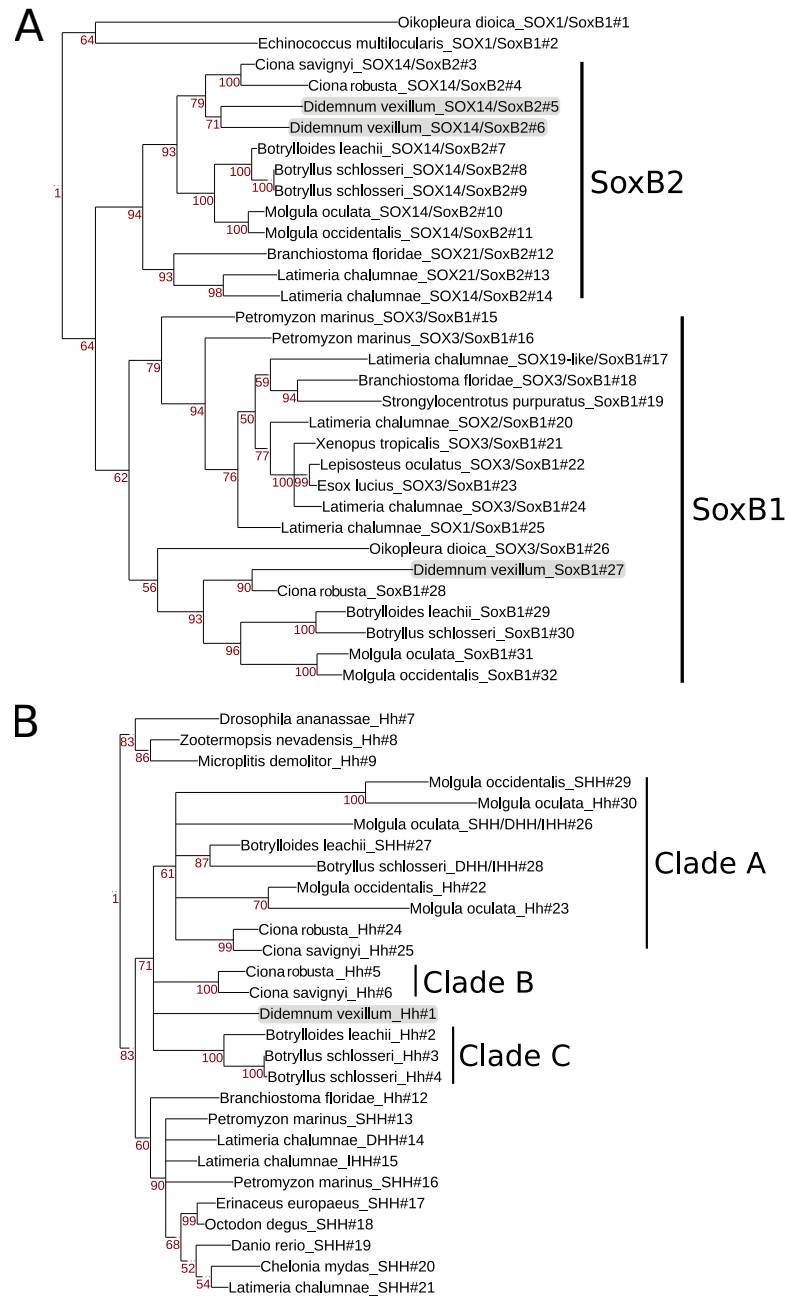 A
Oikopleura dioica_SOX1/SoxB1#1
64
Echinococcus multilocularis_SOX1/SoxB1#2
Ciona savignyi_SOX14/SoxB2#3
100
Ciona robusta_SOX14/SoxB2#4
79
Didemnum vexillum_SOX14/SoxB2#5
71
Didemnum vexillum_SOX14/SoxB2#6
93
Botrylloides leachii_SOX14/SoxB2#7
100
Botryllus schlosseri_SOX14/SoxB2#8
100
Botryllus schlosseri_SOX14/SoxB2#9
SoxB2
1
100
94
Molgula oculata_SOX14/SoxB2#10
100
Molgula occidentalis_SOX14/SoxB2#11
Branchiostoma floridae_SOX21/SoxB2#12
93
Latimeria chalumnae_SOX21/SoxB2#13
98
Latimeria chalumnae_SOX14/SoxB2#14
Petromyzon marinus_SOX3/SoxB1#15
64
Petromyzon marinus_SOX3/SoxB1#16
79
Latimeria chalumnae_SOX19-like/SoxB1#17
59
Branchiostoma floridae_SOX3/SoxB1#18
94
94
Strongylocentrotus purpuratus_SoxB1#19
50
Latimeria chalumnae_SOX2/SoxB1#20
Xenopus tropicalis_SOX3/SoxB1#21
77
Lepisosteus oculatus_SOX3/SoxB1#22
62
76
100
99
Esox lucius_SOX3/SoxB1#23
Latimeria chalumnae_SOX3/SoxB1#24
SoxB1
Latimeria chalumnae_SOX1/SoxB1#25
Oikopleura dioica_SOX3/SoxB1#26
Didemnum vexillum_SoxB1#27
56
90
Ciona robusta_SoxB1#28
93
Botrylloides leachii_SoxB1#29
100
Botryllus schlosseri_SoxB1#30
96
Molgula oculata_SoxB1#31
100
Molgula occidentalis_SoxB1#32
B
Drosophila ananassae_Hh#7
83
Zootermopsis nevadensis_Hh#8
86
Microplitis demolitor_Hh#9
Molgula occidentalis_SHH#29
100
Molgula oculata_Hh#30
Molgula oculata_SHH/DHH/IHH#26
Botrylloides leachii_SHH#27
87
Botryllus schlosseri_DHH/IHH#28
61
Clade A
Molgula occidentalis_Hh#22
1
70
Molgula oculata_Hh#23
Ciona robusta_Hh#24
99
Ciona savignyi_Hh#25
71
Ciona robusta_Hh#5
100
Ciona savignyi_Hh#6
Clade B
Didemnum vexillum_Hh#1
Botrylloides leachii_Hh#2
83
100
Botryllus schlosseri_Hh#3
100
Botryllus schlosseri_Hh#4
Clade C
Branchiostoma floridae_Hh#12
Petromyzon marinus_SHH#13
60
Latimeria chalumnae_DHH#14
Latimeria chalumnae_IHH#15
90
Petromyzon marinus_SHH#16
Erinaceus europaeus_SHH#17
99
Octodon degus_SHH#18
68
Danio rerio_SHH#19
52
Chelonia mydas_SHH#20
54
Latimeria chalumnae_SHH#21